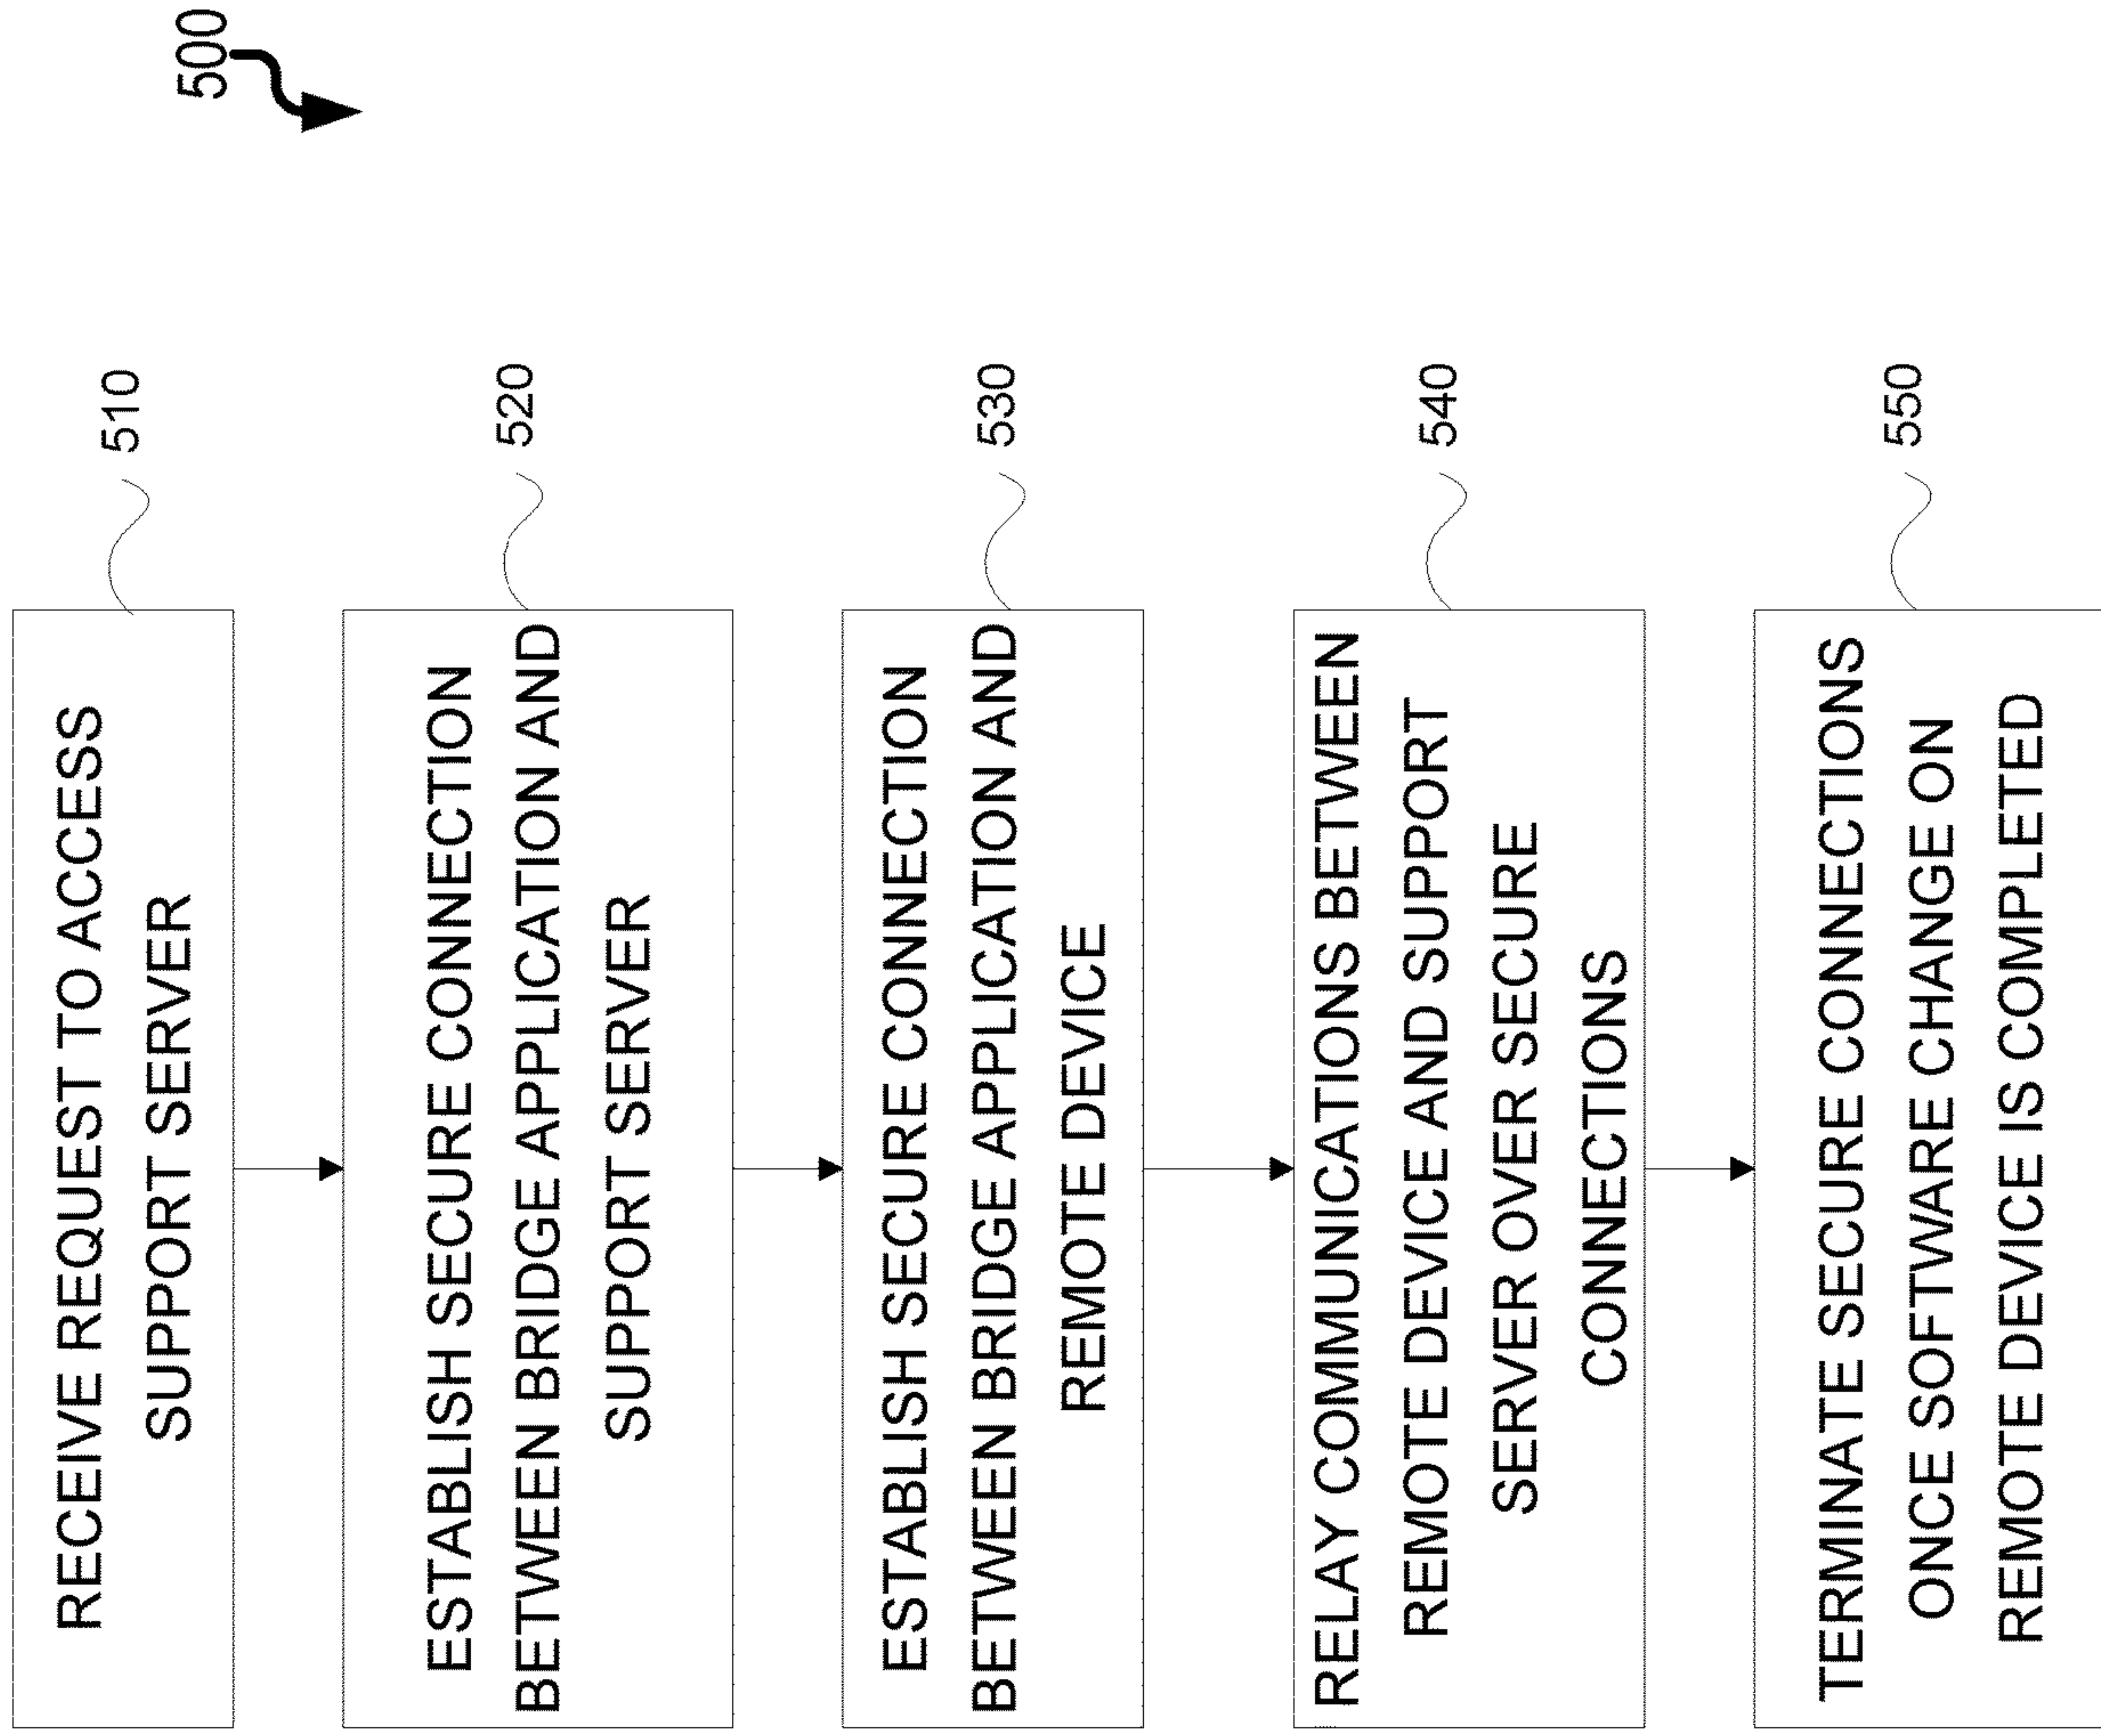 500
510
RECEIVE REQUEST TO ACCESS
SUPPORT SERVER
520
ESTABLISH SECURE CONNECTION
BETWEEN BRIDGE APPLICATION AND
SUPPORT SERVER
530
ESTABLISH SECURE CONNECTION
BETWEEN BRIDGE APPLICATION AND
REMOTE DEVICE
540
RELAY COMMUNICATIONS BETWEEN
REMOTE DEVICE AND SUPPORT
SERVER OVER SECURE
CONNECTIONS
550
TERMINATE SECURE CONNECTIONS
ONCE SOFTWARE CHANGE ON
REMOTE DEVICE IS COMPLETED